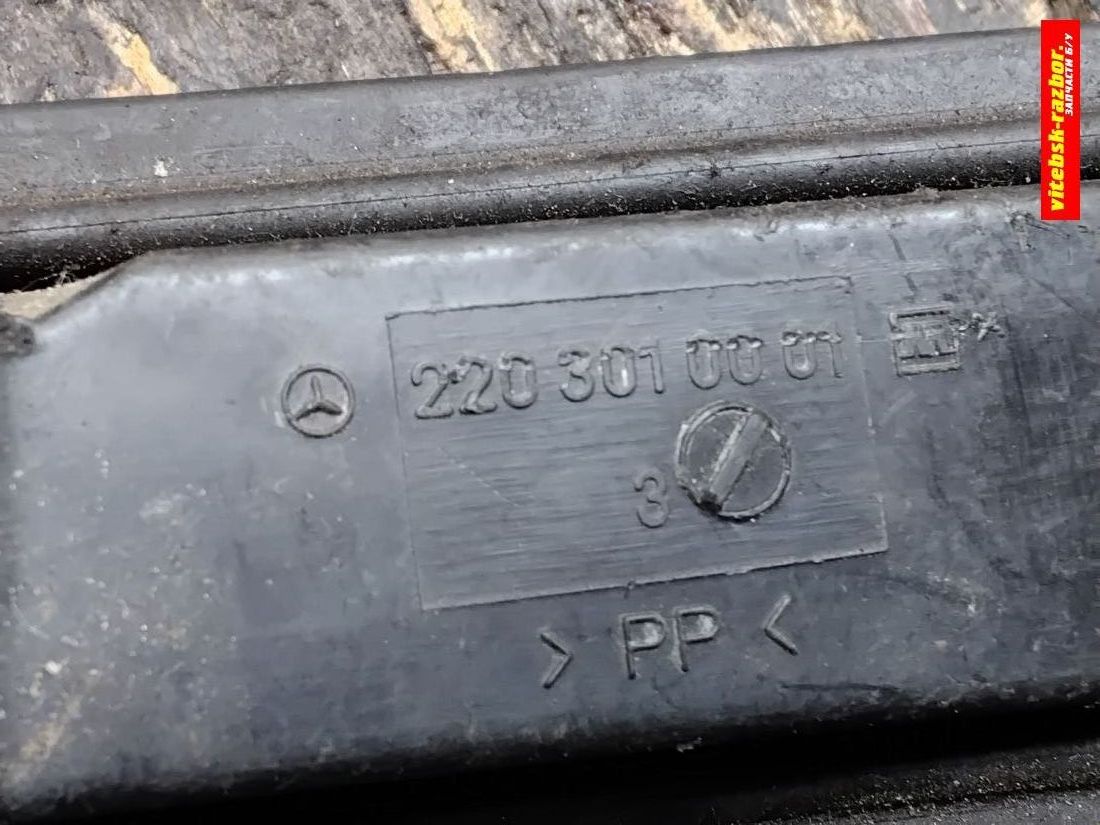 220 301 00 01
3
> PP <
vitebsk-razbor.
ЗАПЧАСТИ Б/У